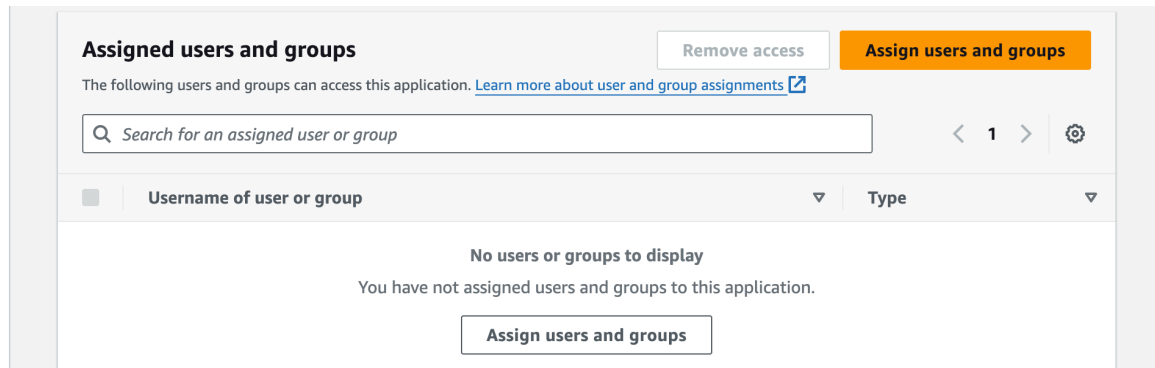 Assigned users and groups
Remove access
Assign users and groups
The following users and groups can access this application. Learn more about user and group assignments
Search for an assigned user or group
1
Username of user or group
Type
No users or groups to display
You have not assigned users and groups to this application.
Assign users and groups